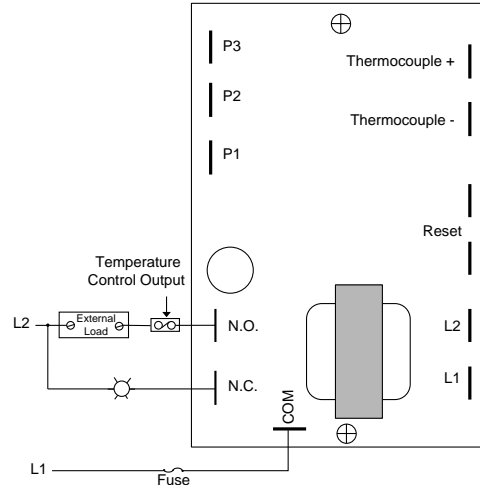 P3
Thermocouple +
P2
Thermocouple -
P1
Reset
Temperature
Control Output
L2
External
Load
N.O.
L2
N.C.
L1
COM
L1
Fuse